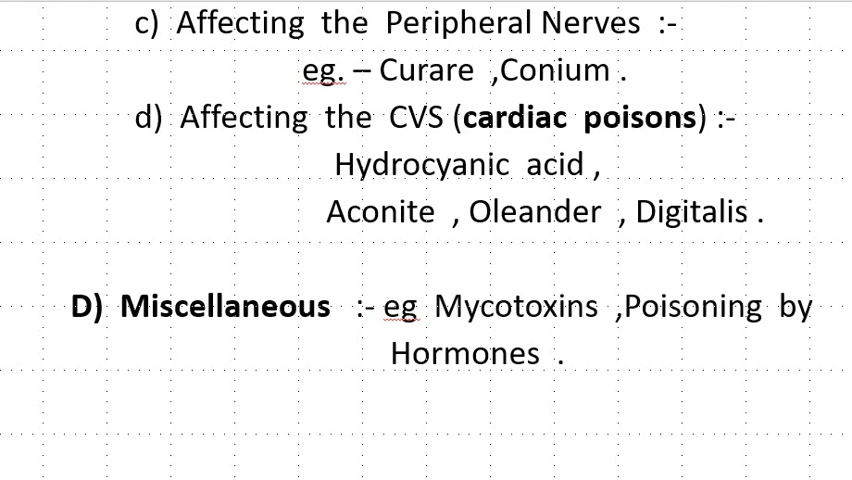 c) Affecting the Peripheral Nerves :-
eg. – Curare ,Conium .
d) Affecting the CVS (cardiac poisons) :-
Hydrocyanic acid ,
Aconite , Oleander , Digitalis .
D) Miscellaneous :- eg Mycotoxins ,Poisoning by
Hormones .